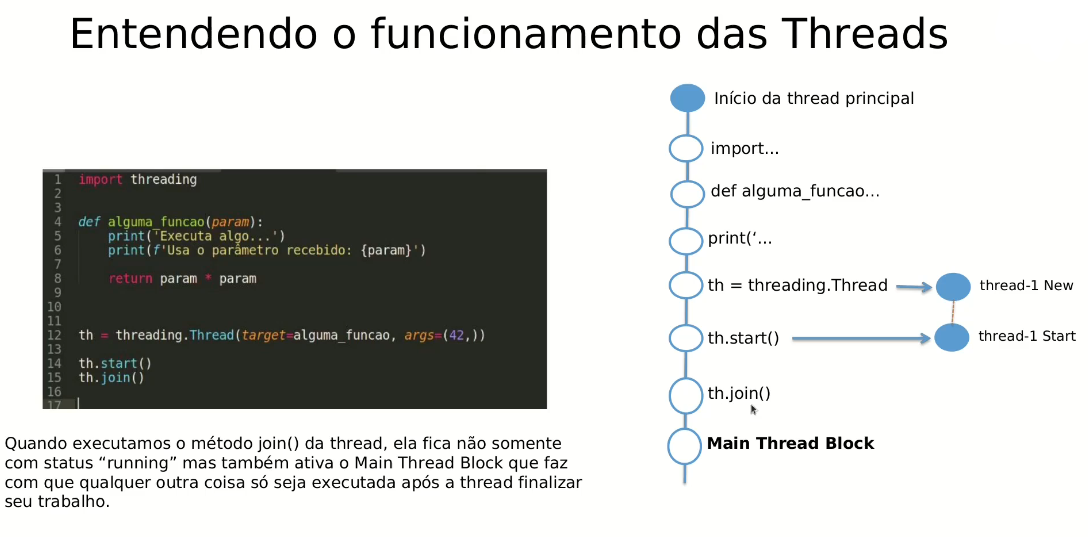 Entendendo o funcionamento das Threads
1 import threading
2
3
4 def alguma_funcao(param):
5     print('Executa algo...')
6     print(f'Usa o parâmetro recebido: {param}')
7
8     return param * param
9
10
11
12 th = threading.Thread(target=alguma_funcao, args=(42,))
13
14 th.start()
15 th.join()
16
17
Quando executamos o método join() da thread, ela fica não somente
com status “running” mas também ativa o Main Thread Block que faz
com que qualquer outra coisa só seja executada após a thread finalizar
seu trabalho.
Início da thread principal
import...
def alguma_funcao...
print(‘...
th = threading.Thread
thread-1 New
th.start()
thread-1 Start
th.join()
Main Thread Block